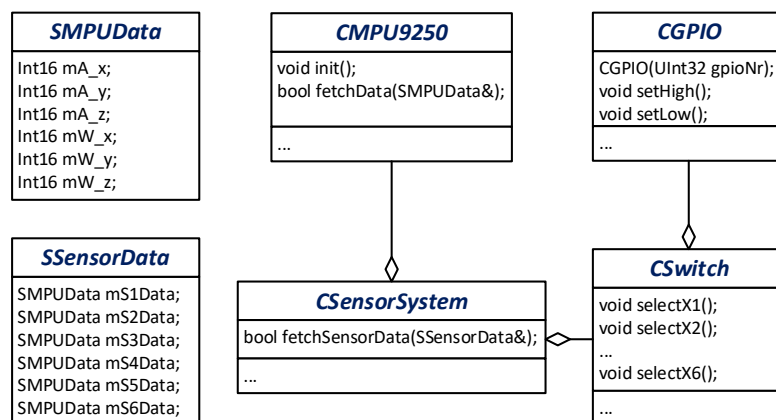 SMPUData
Int16 mA_x;
Int16 mA_y;
Int16 mA_z;
Int16 mW_x;
Int16 mW_y;
Int16 mW_z;
CMPU9250
void init();
bool fetchData(SMPUData&);
...
CGPIO
CGPIO(UInt32 gpioNr);
void setHigh();
void setLow();
...
SSensorData
SMPUData mS1Data;
SMPUData mS2Data;
SMPUData mS3Data;
SMPUData mS4Data;
SMPUData mS5Data;
SMPUData mS6Data;
CSensorSystem
bool fetchSensorData(SSensorData&);
...
CSwitch
void selectX1();
void selectX2();
...
void selectX6();
...